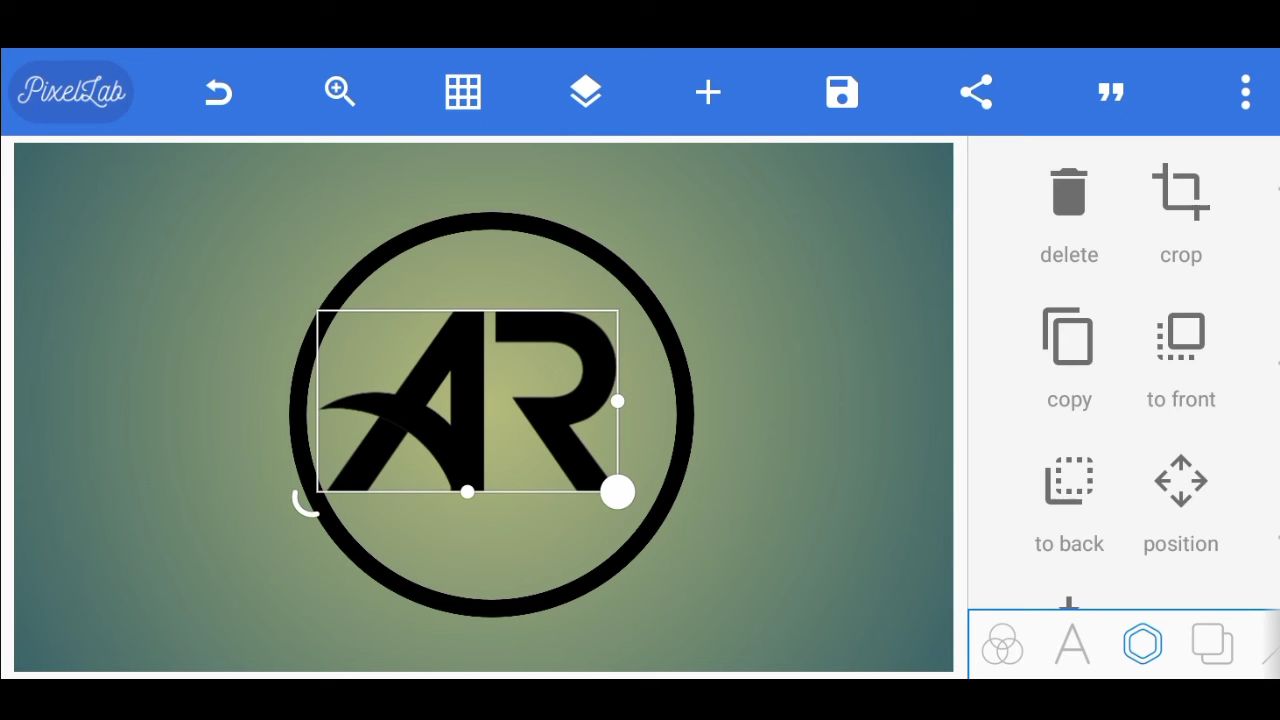 PixelLab
AR
delete
crop
copy
to front
to back
position